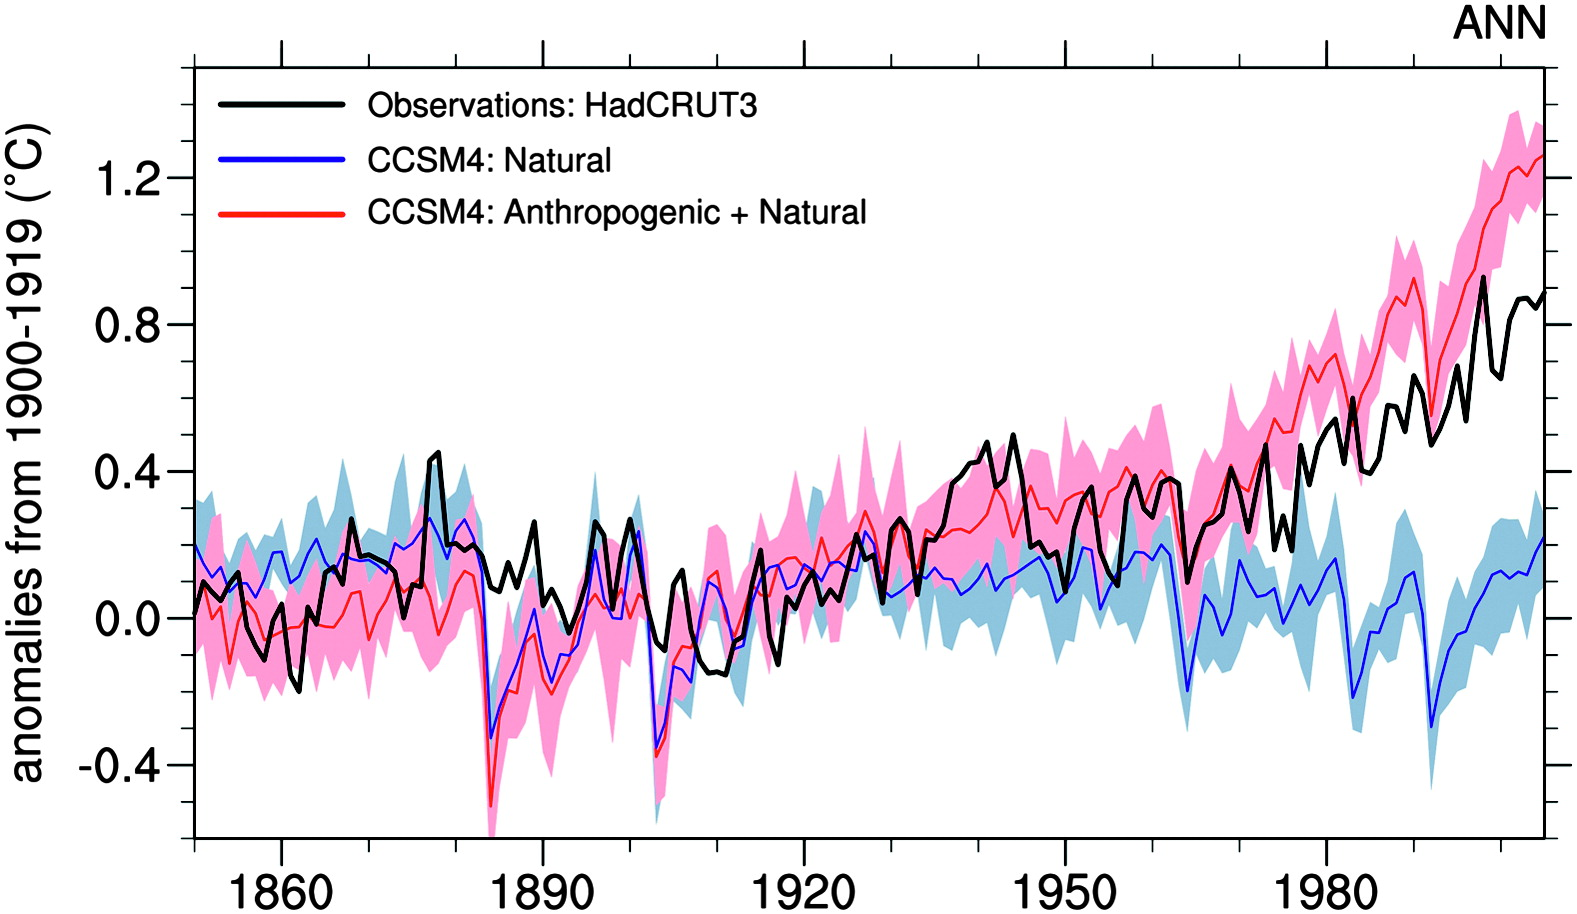 ANN
Observations: HadCRUT3
CCSM4: Natural
CCSM4: Anthropogenic + Natural
anomalies from 1900-1919 (°C)
1.2
0.8
0.4
0.0
-0.4
1860 1890 1920 1950 1980